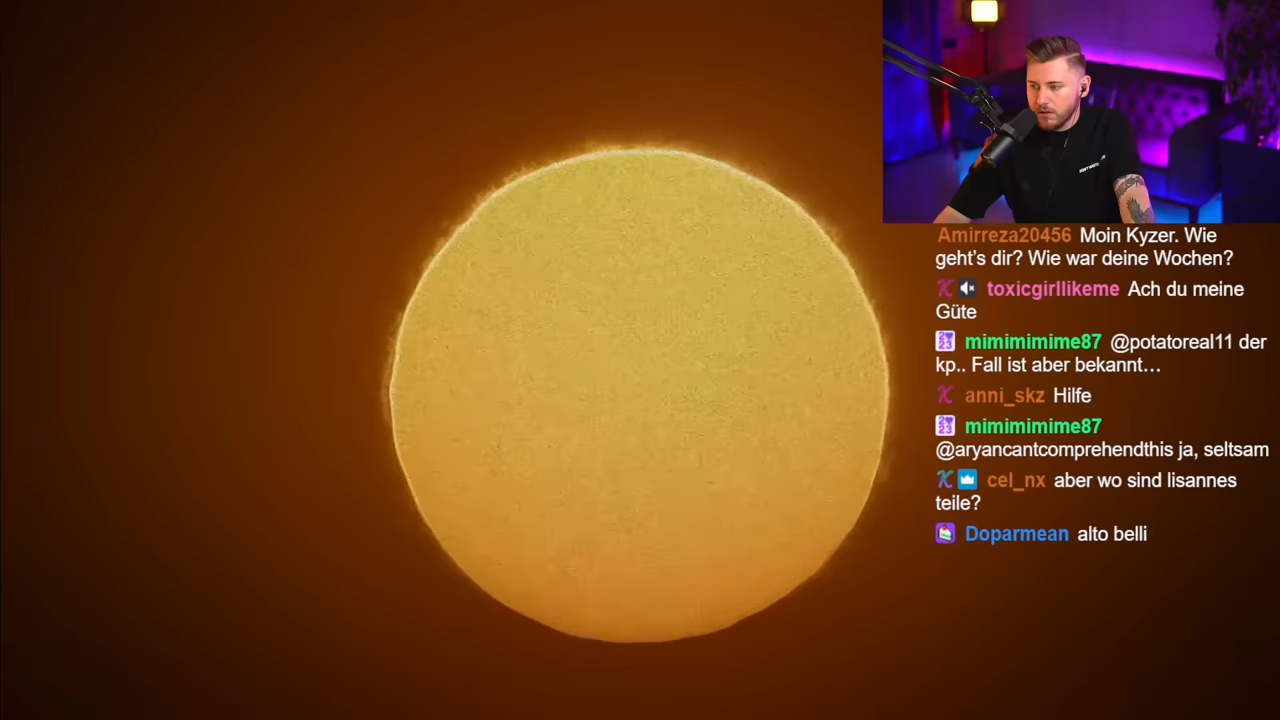 Amirreza20456 Moin Kyzer. Wie
geht's dir? Wie war deine Wochen?
toxicgirllikeme Ach du meine
Güte
mimimimime87 @potatoreal11 der
kp.. Fall ist aber bekannt…
anni_skz Hilfe
mimimimime87
@aryancantcomprehendthis ja, seltsam
cel_nx aber wo sind lisannes
teile?
Doparmean alto belli